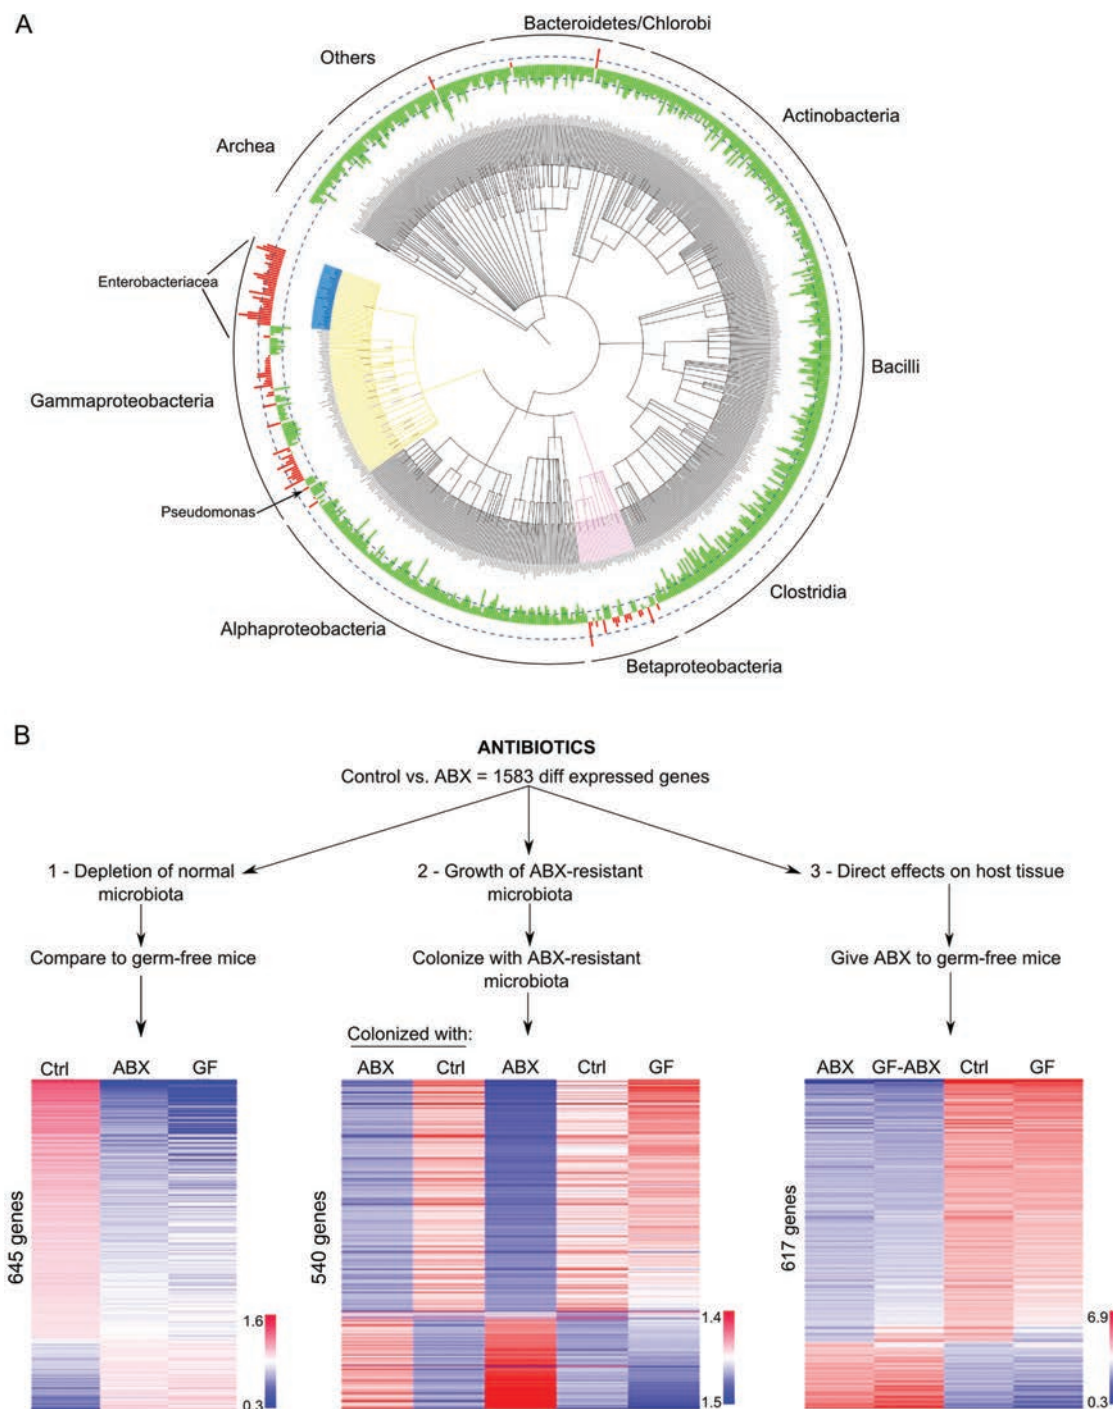 A
Bacteroidetes/Chlorobi
Others
Actinobacteria
Archea
Enterobacteriacea
Bacilli
Gammaproteobacteria
Pseudomonas
Clostridia
Alphaproteobacteria
Betaproteobacteria
B
ANTIBIOTICS
Control vs. ABX = 1583 diff expressed genes
1 - Depletion of normal
microbiota
2 - Growth of ABX-resistant
microbiota
3 - Direct effects on host tissue
Compare to germ-free mice
Colonize with ABX-resistant
microbiota
Give ABX to germ-free mice
Colonized with:
Ctrl ABX GF
ABX Ctrl ABX Ctrl GF
ABX GF-ABX Ctrl GF
645 genes
540 genes
617 genes
1.6
0.3
1.4
1.5
6.9
0.3